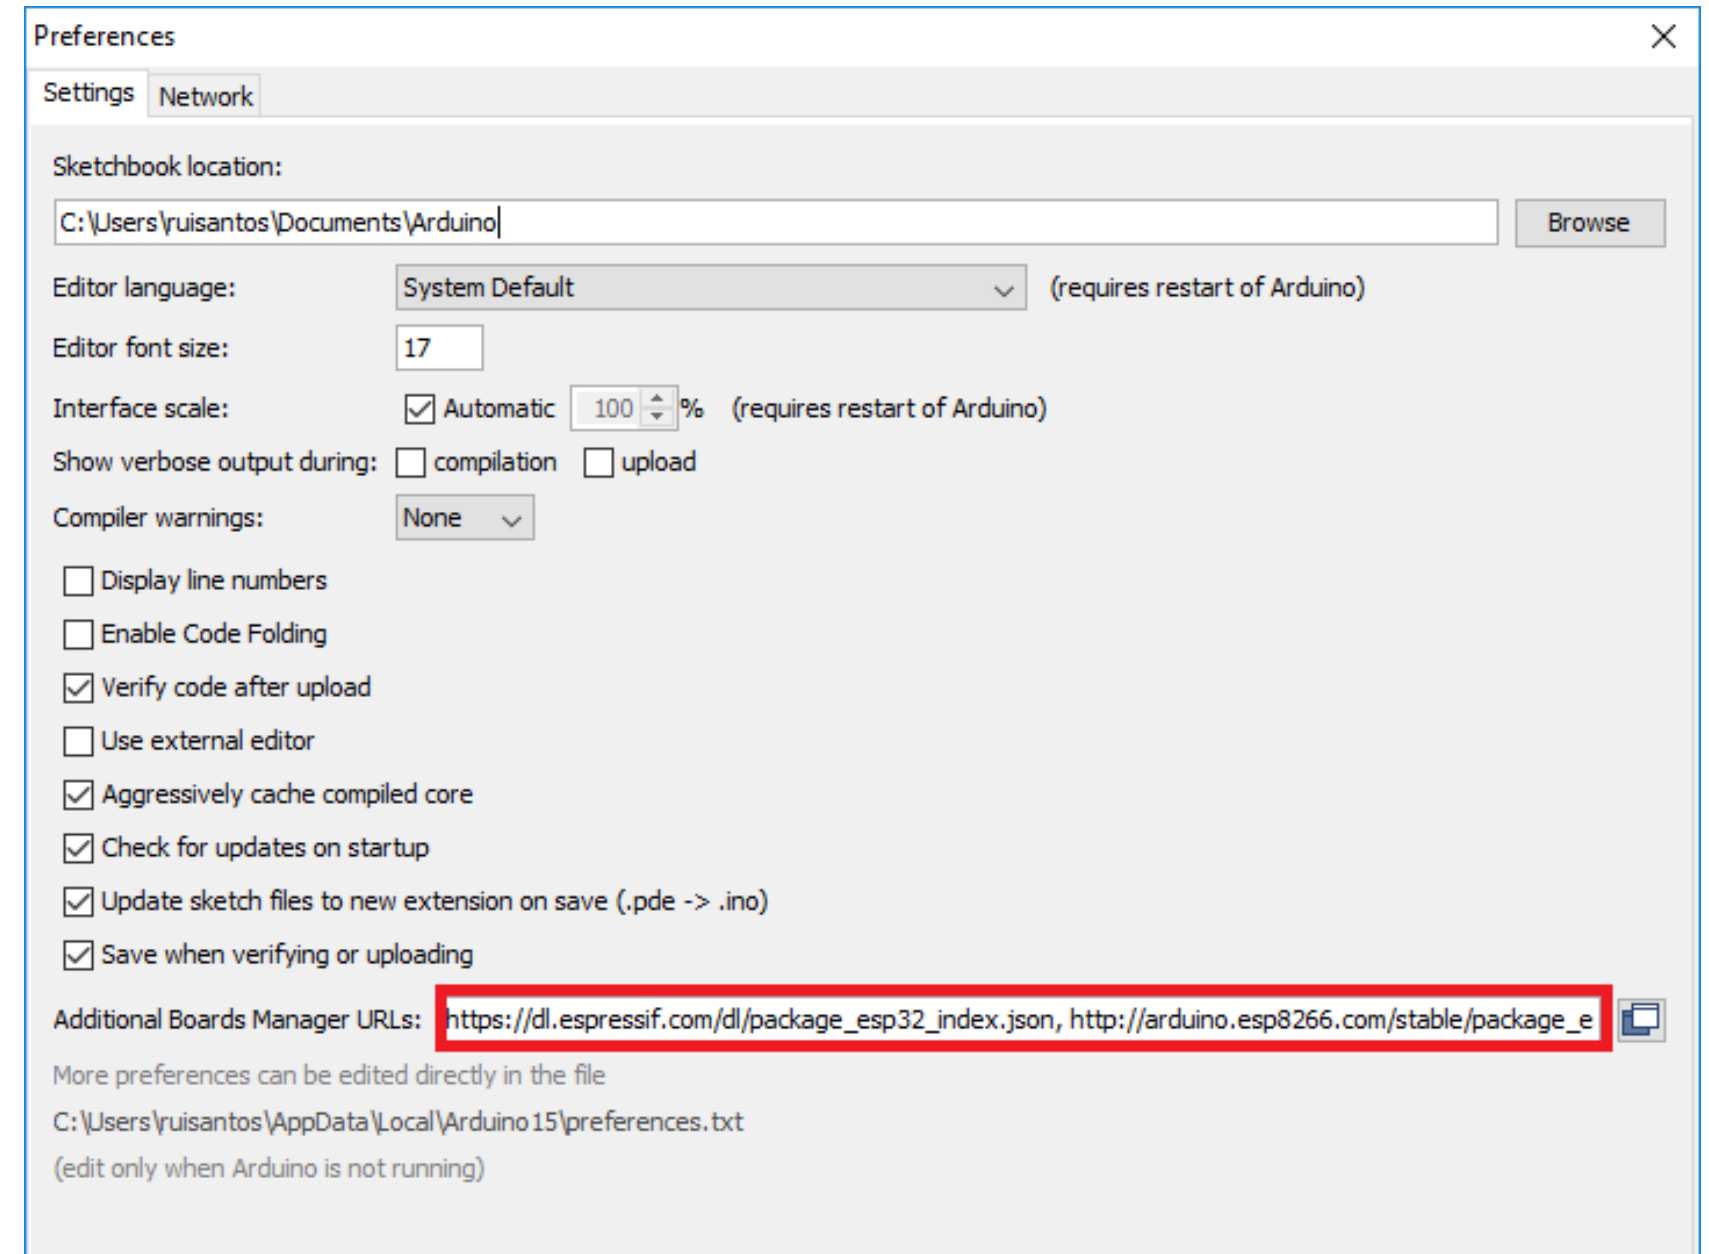 Preferences
Settings Network
Sketchbook location:
C:\Users\ruisantos\Documents\Arduino Browse
Editor language: System Default (requires restart of Arduino)
Editor font size: 17
Interface scale: Automatic 100 % (requires restart of Arduino)
Show verbose output during: compilation upload
Compiler warnings: None
Display line numbers
Enable Code Folding
Verify code after upload
Use external editor
Aggressively cache compiled core
Check for updates on startup
Update sketch files to new extension on save (.pde -> .ino)
Save when verifying or uploading
Additional Boards Manager URLs: https://dl.espressif.com/dl/package_esp32_index.json, http://arduino.esp8266.com/stable/package_e
More preferences can be edited directly in the file
C:\Users\ruisantos\AppData\Local\Arduino15\preferences.txt
(edit only when Arduino is not running)